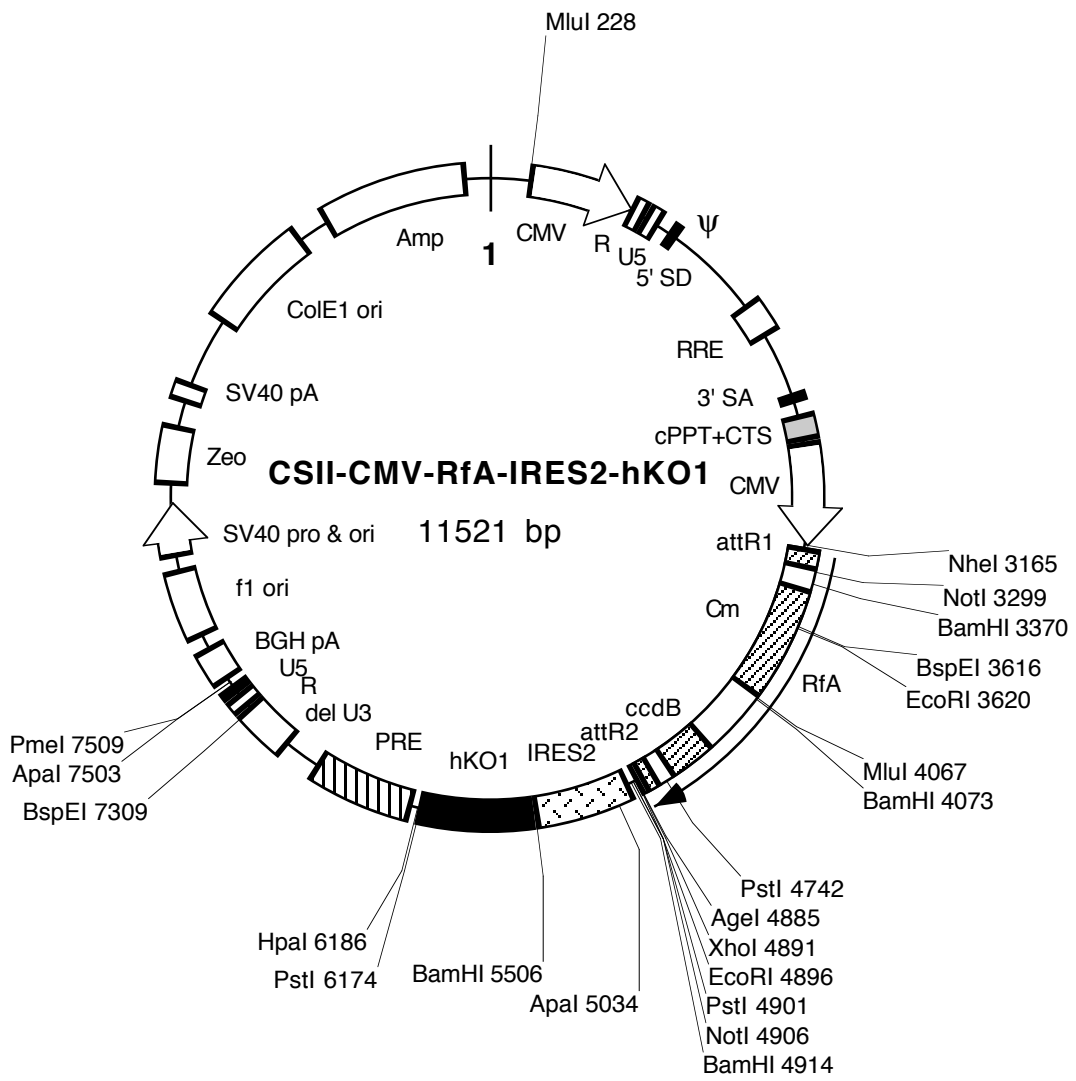 MluI 228
CMV
R
U5
5' SD
Ψ
Amp
1
ColE1 ori
RRE
SV40 pA
3' SA
cPPT+CTS
Zeo
CSII-CMV-RfA-IRES2-hKO1
CMV
SV40 pro & ori
11521 bp
attR1
NheI 3165
f1 ori
NotI 3299
Cm
BamHI 3370
BGH pA
BspEI 3616
U5
RfA
R
EcoRI 3620
del U3
ccdB
attR2
PmeI 7509
PRE
hKO1
IRES2
MluI 4067
ApaI 7503
BamHI 4073
BspEI 7309
PstI 4742
AgeI 4885
HpaI 6186
XhoI 4891
BamHI 5506
PstI 6174
EcoRI 4896
ApaI 5034
PstI 4901
NotI 4906
BamHI 4914